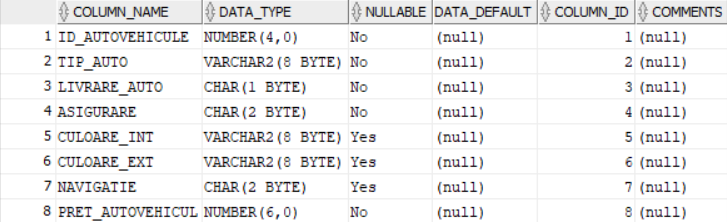 COLUMN_NAME DATA_TYPE NULLABLE DATA_DEFAULT COLUMN_ID COMMENTS
1 ID_AUTOVEHICULE NUMBER(4,0) No (null) 1 (null)
2 TIP_AUTO VARCHAR2(8 BYTE) No (null) 2 (null)
3 LIVRARE_AUTO CHAR(1 BYTE) No (null) 3 (null)
4 ASIGURARE CHAR(2 BYTE) No (null) 4 (null)
5 CULOARE_INT VARCHAR2(8 BYTE) Yes (null) 5 (null)
6 CULOARE_EXT VARCHAR2(8 BYTE) Yes (null) 6 (null)
7 NAVIGATIE CHAR(2 BYTE) Yes (null) 7 (null)
8 PRET_AUTOVEHICUL NUMBER(6,0) No (null) 8 (null)